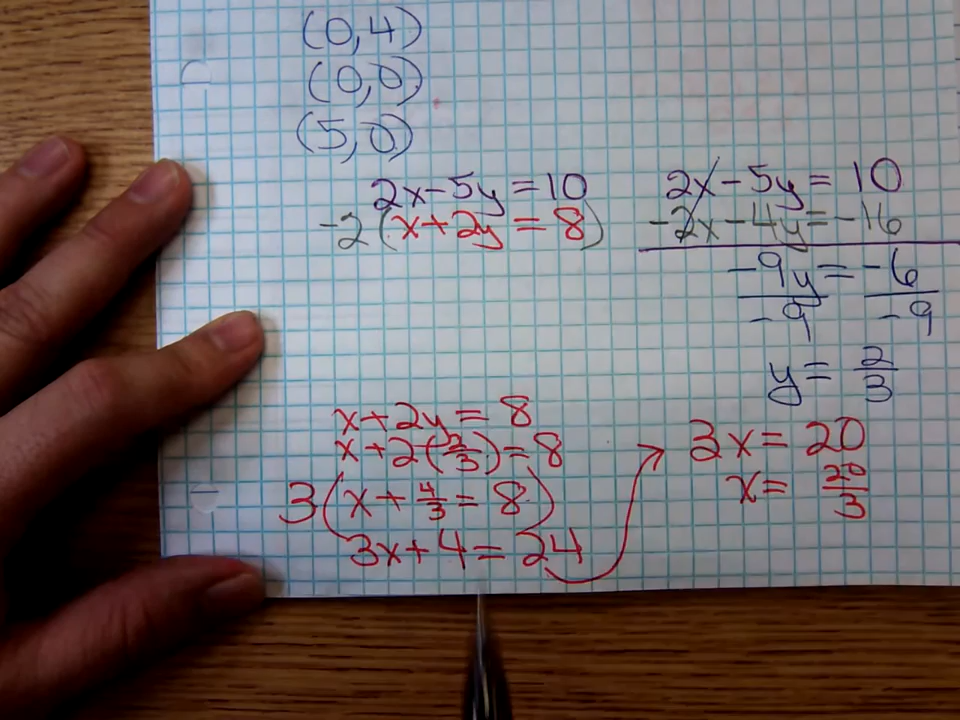 (0,4)
(0,0)
(5,0)
2x-5y=10
-2(x+2y=8)
2x-5y=10
-2x-4y=-16
-9y=-6
-9 -9
y=2/3
x+2y=8
x+2(2/3)=8
3(x+4/3=8)
3x+4=24
3x=20
x=20/3